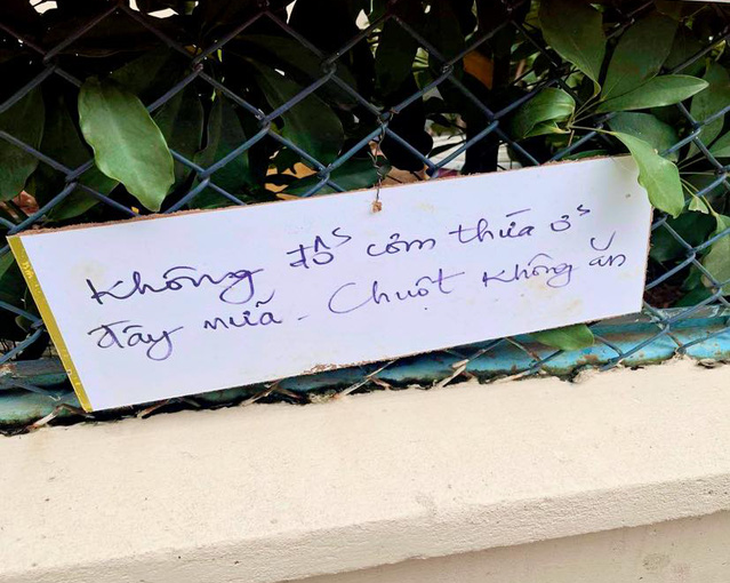 Không đổ cơm thừa ở
đây nữa - Chuột không ăn